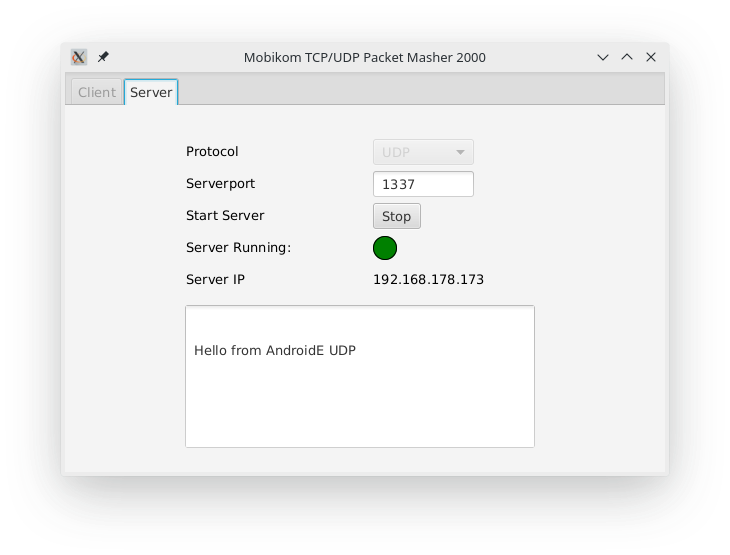 Mobikom TCP/UDP Packet Masher 2000
Client Server
Protocol UDP
Serverport 1337
Start Server Stop
Server Running:
Server IP 192.168.178.173
Hello from AndroidE UDP